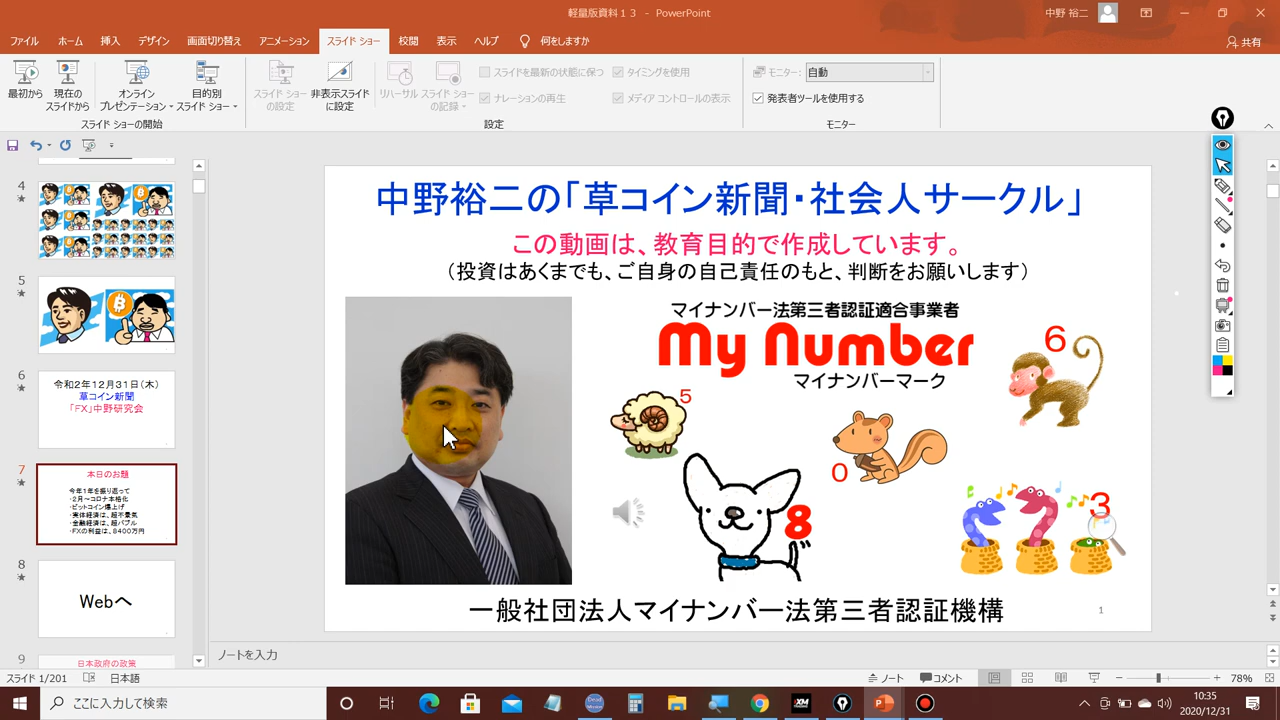 軽量版資料１３ - PowerPoint
中野 裕二
ファイル ホーム 挿入 デザイン 画面切り替え アニメーション スライド ショー 校閲 表示 ヘルプ 何をしますか
共有
最初から
現在の
スライドから
オンライン
プレゼンテーション
目的別
スライド ショー
スライド ショーの開始
スライド ショー
の設定
非表示スライド
に設定
リハーサル
スライド ショー
の記録
スライドを最新の状態に保つ
ナレーションの再生
タイミングを使用
メディア コントロールの表示
設定
モニター: 自動
発表者ツールを使用する
モニター
4
5
6
令和2年12月31日(木)
草コイン新聞
「FX」中野研究会
7
本日のお題
今年1年を振り返って
・2月～コロナ本格化
・ビットコイン爆上げ
・実体経済は、超不景気
・金融経済は、超バブル
・FXの利益は、8400万円
8
Webへ
9
日本政府の政策
中野裕二の「草コイン新聞・社会人サークル」
この動画は、教育目的で作成しています。
（投資はあくまでも、ご自身の自己責任のもと、判断をお願いします）
マイナンバー法第三者認証適合事業者
My Number
マイナンバーマーク
5
6
0
8
3
一般社団法人マイナンバー法第三者認証機構
1
ノートを入力
スライド 1/201 日本語
ノート コメント 78%
ここに入力して検索
10:35
2020/12/31